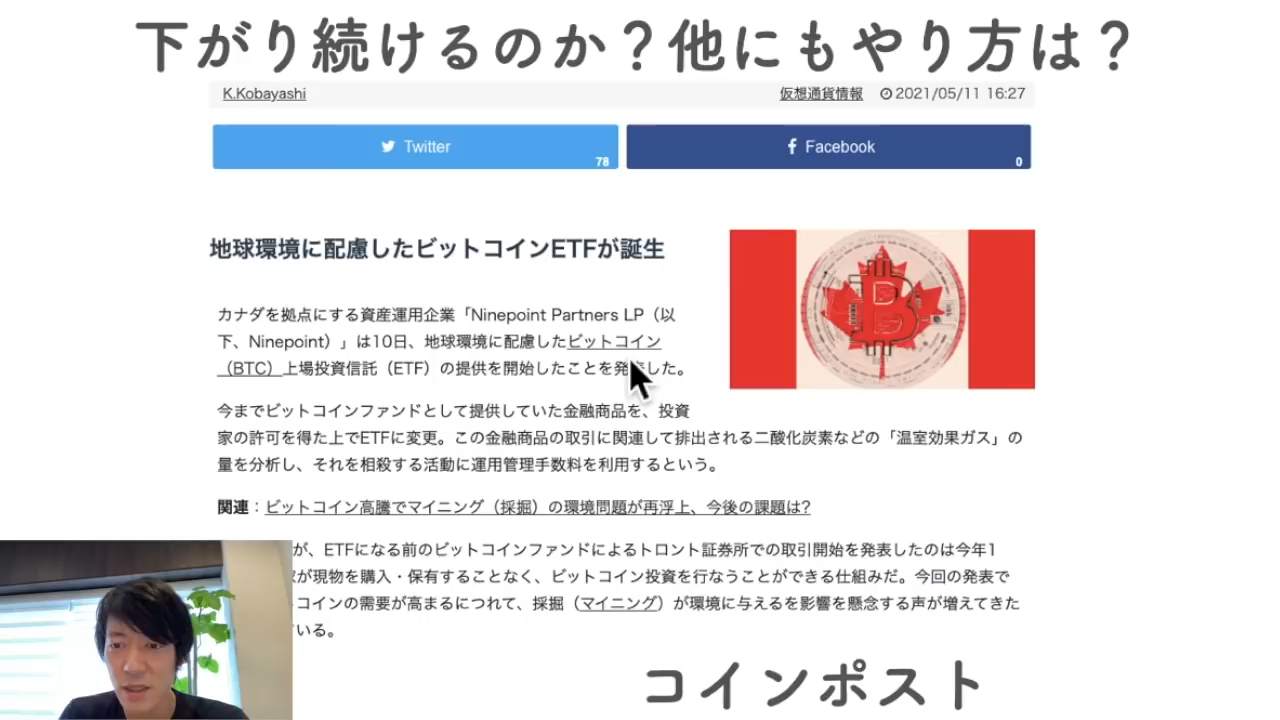 下がり続けるのか？他にもやり方は？
K.Kobayashi
仮想通貨情報 2021/05/11 16:27
Twitter
78
Facebook
0
地球環境に配慮したビットコインETFが誕生
カナダを拠点にする資産運用企業「Ninepoint Partners LP（以
下、Ninepoint）」は10日、地球環境に配慮したビットコイン
（BTC）上場投資信託（ETF）の提供を開始したことを発表した。
今までビットコインファンドとして提供していた金融商品を、投資
家の許可を得た上でETFに変更。この金融商品の取引に関連して排出される二酸化炭素などの「温室効果ガス」の
量を分析し、それを相殺する活動に運用管理手数料を利用するという。
関連：ビットコイン高騰でマイニング（採掘）の環境問題が再浮上、今後の課題は?
が、ETFになる前のビットコインファンドによるトロント証券所での取引開始を発表したのは今年1
が現物を購入・保有することなく、ビットコイン投資を行なうことができる仕組みだ。今回の発表で
コインの需要が高まるにつれて、採掘（マイニング）が環境に与えるを影響を懸念する声が増えてきた
いる。
コインポスト